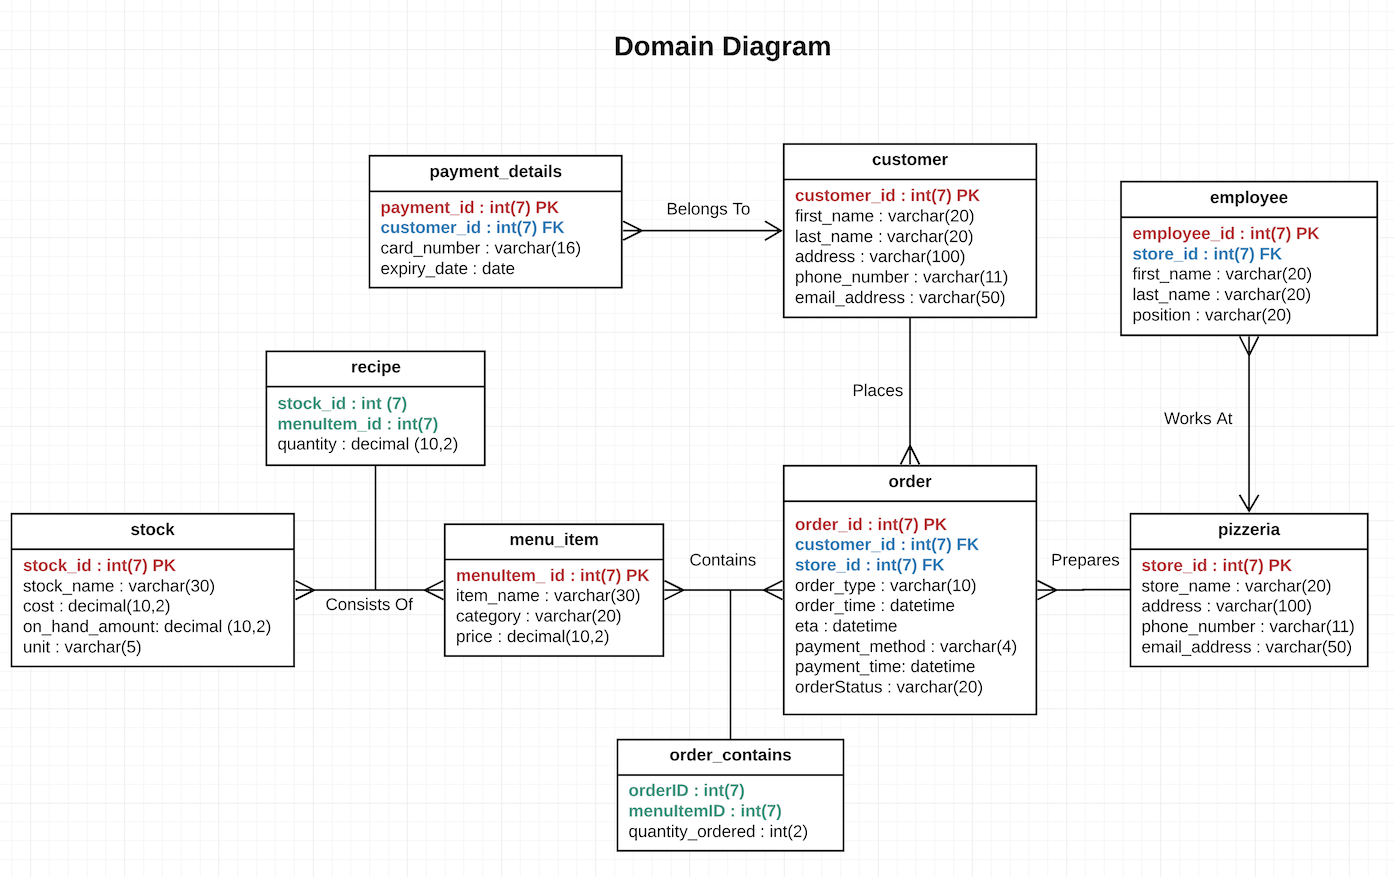 Domain Diagram
payment_details
payment_id : int(7) PK
customer_id : int(7) FK
card_number : varchar(16)
expiry_date : date
Belongs To
customer
customer_id : int(7) PK
first_name : varchar(20)
last_name : varchar(20)
address : varchar(100)
phone_number : varchar(11)
email_address : varchar(50)
employee
employee_id : int(7) PK
store_id : int(7) FK
first_name : varchar(20)
last_name : varchar(20)
position : varchar(20)
recipe
stock_id : int (7)
menuItem_id : int(7)
quantity : decimal (10,2)
Places
Works At
stock
stock_id : int(7) PK
stock_name : varchar(30)
cost : decimal(10,2)
on_hand_amount: decimal (10,2)
unit : varchar(5)
Consists Of
menu_item
menuItem_ id : int(7) PK
item_name : varchar(30)
category : varchar(20)
price : decimal(10,2)
Contains
order
order_id : int(7) PK
customer_id : int(7) FK
store_id : int(7) FK
order_type : varchar(10)
order_time : datetime
eta : datetime
payment_method : varchar(4)
payment_time: datetime
orderStatus : varchar(20)
Prepares
pizzeria
store_id : int(7) PK
store_name : varchar(20)
address : varchar(100)
phone_number : varchar(11)
email_address : varchar(50)
order_contains
orderID : int(7)
menuItemID : int(7)
quantity_ordered : int(2)